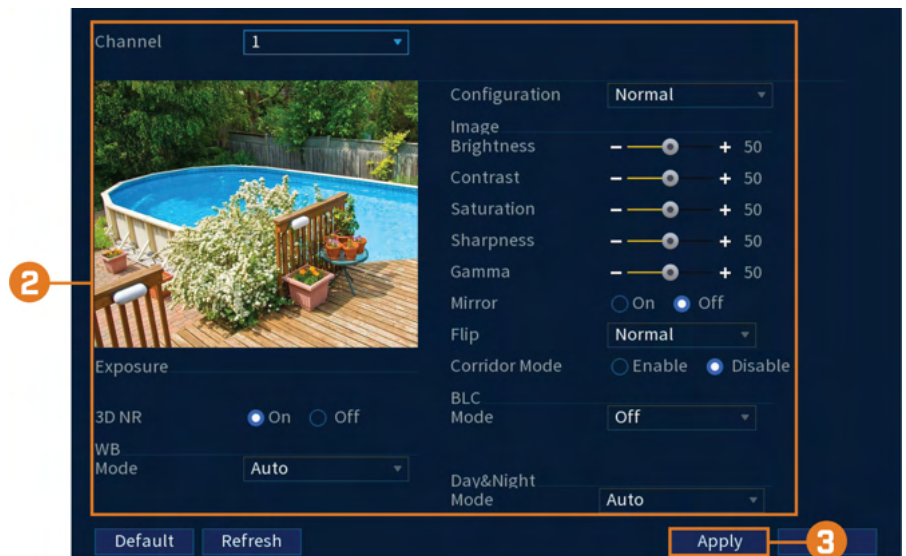 Channel 1
Configuration Normal
Image
Brightness - + 50
Contrast - + 50
Saturation - + 50
Sharpness - + 50
Gamma - + 50
Mirror On Off
Flip Normal
Exposure
Corridor Mode Enable Disable
BLC
3D NR On Off
Mode Off
WB
Mode Auto
Day&Night
Mode Auto
Default Refresh Apply
2
3